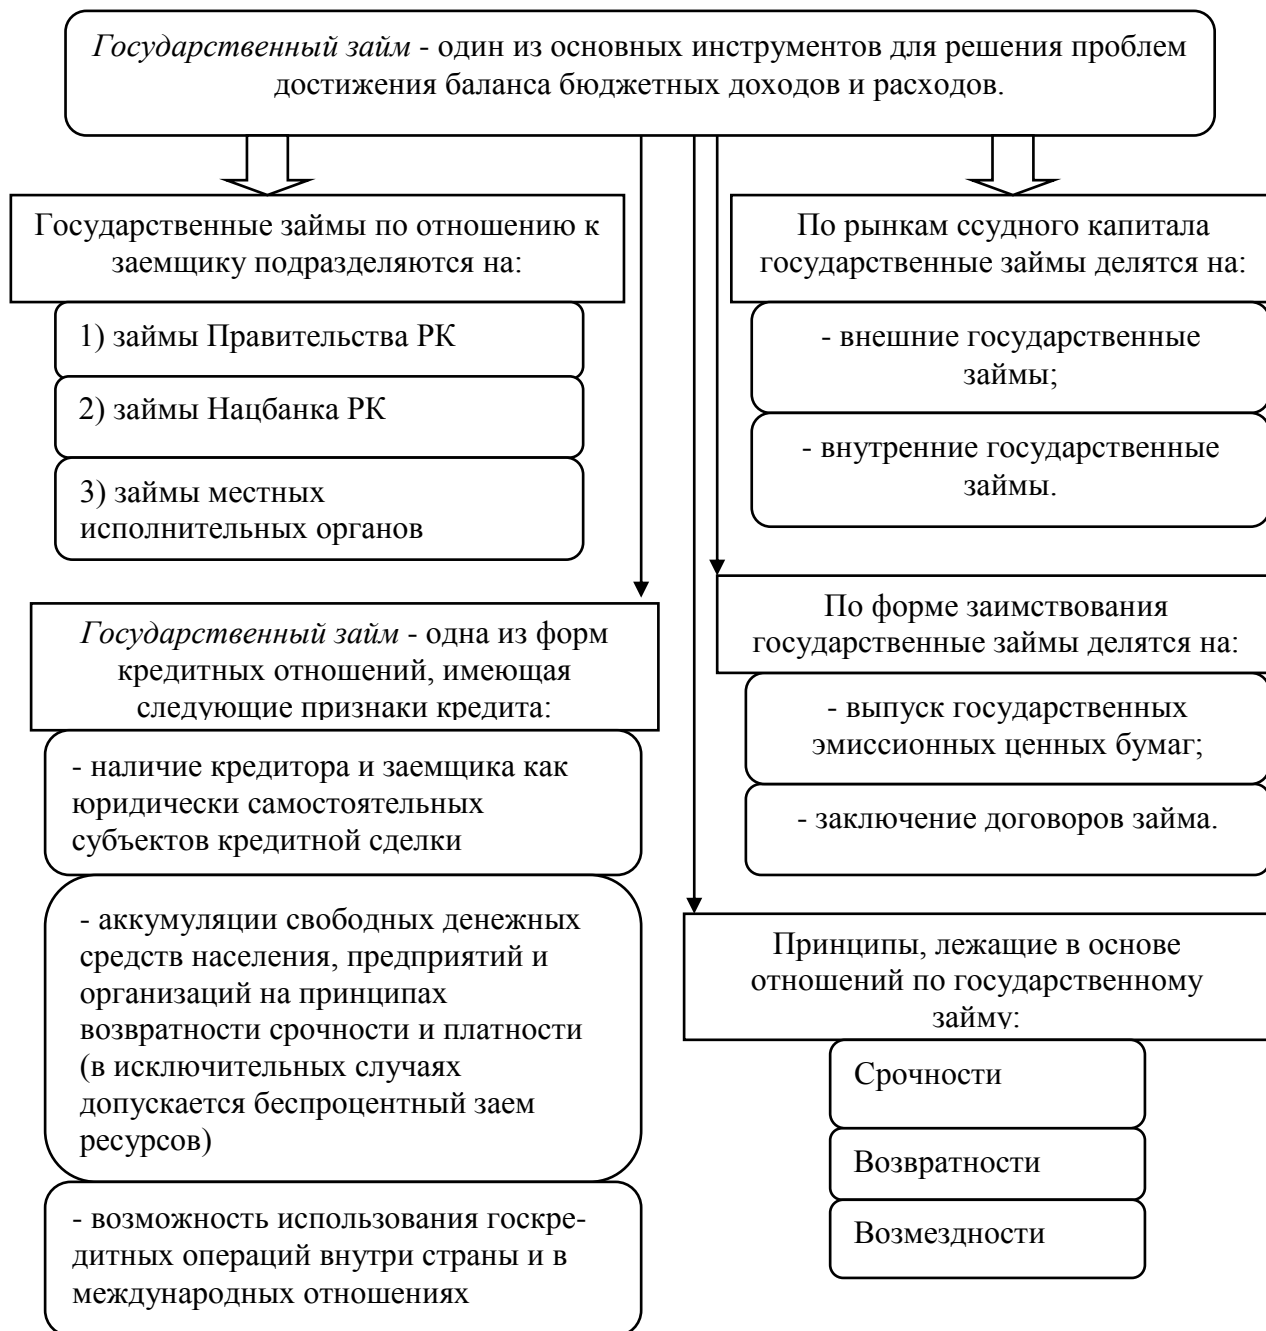 Государственный займ - один из основных инструментов для решения проблем
достижения баланса бюджетных доходов и расходов.
Государственные займы по отношению к
заемщику подразделяются на:
1) займы Правительства РК
2) займы Нацбанка РК
3) займы местных
исполнительных органов
По рынкам ссудного капитала
государственные займы делятся на:
- внешние государственные
займы;
- внутренние государственные
займы.
Государственный займ - одна из форм
кредитных отношений, имеющая
следующие признаки кредита:
- наличие кредитора и заемщика как
юридически самостоятельных
субъектов кредитной сделки
- аккумуляции свободных денежных
средств населения, предприятий и
организаций на принципах
возвратности срочности и платности
(в исключительных случаях
допускается беспроцентный заем
ресурсов)
- возможность использования госкре-
дитных операций внутри страны и в
международных отношениях
По форме заимствования
государственные займы делятся на:
- выпуск государственных
эмиссионных ценных бумаг;
- заключение договоров займа.
Принципы, лежащие в основе
отношений по государственному
займу:
Срочности
Возвратности
Возмездности